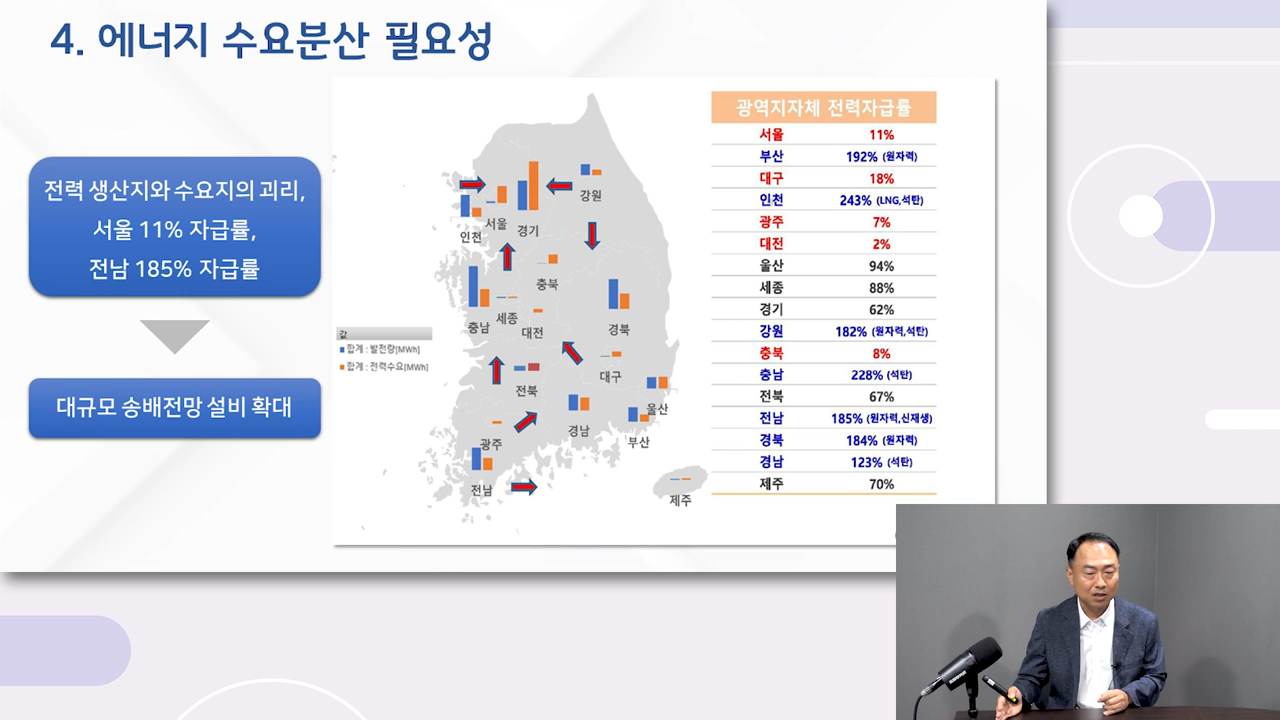 4. 에너지 수요분산 필요성
전력 생산지와 수요지의 괴리,
서울 11% 자급률,
전남 185% 자급률
대규모 송배전망 설비 확대
강원
서울
경기
인천
충북
충남
세종
대전
경북
값
합계 : 발전량[MWh]
합계 : 전력수요[MWh]
전북
대구
울산
경남
부산
광주
전남
제주
광역지자체 전력자급률
서울 11%
부산 192% (원자력)
대구 18%
인천 243% (LNG,석탄)
광주 7%
대전 2%
울산 94%
세종 88%
경기 62%
강원 182% (원자력,석탄)
충북 8%
충남 228% (석탄)
전북 67%
전남 185% (원자력,신재생)
경북 184% (원자력)
경남 123% (석탄)
제주 70%